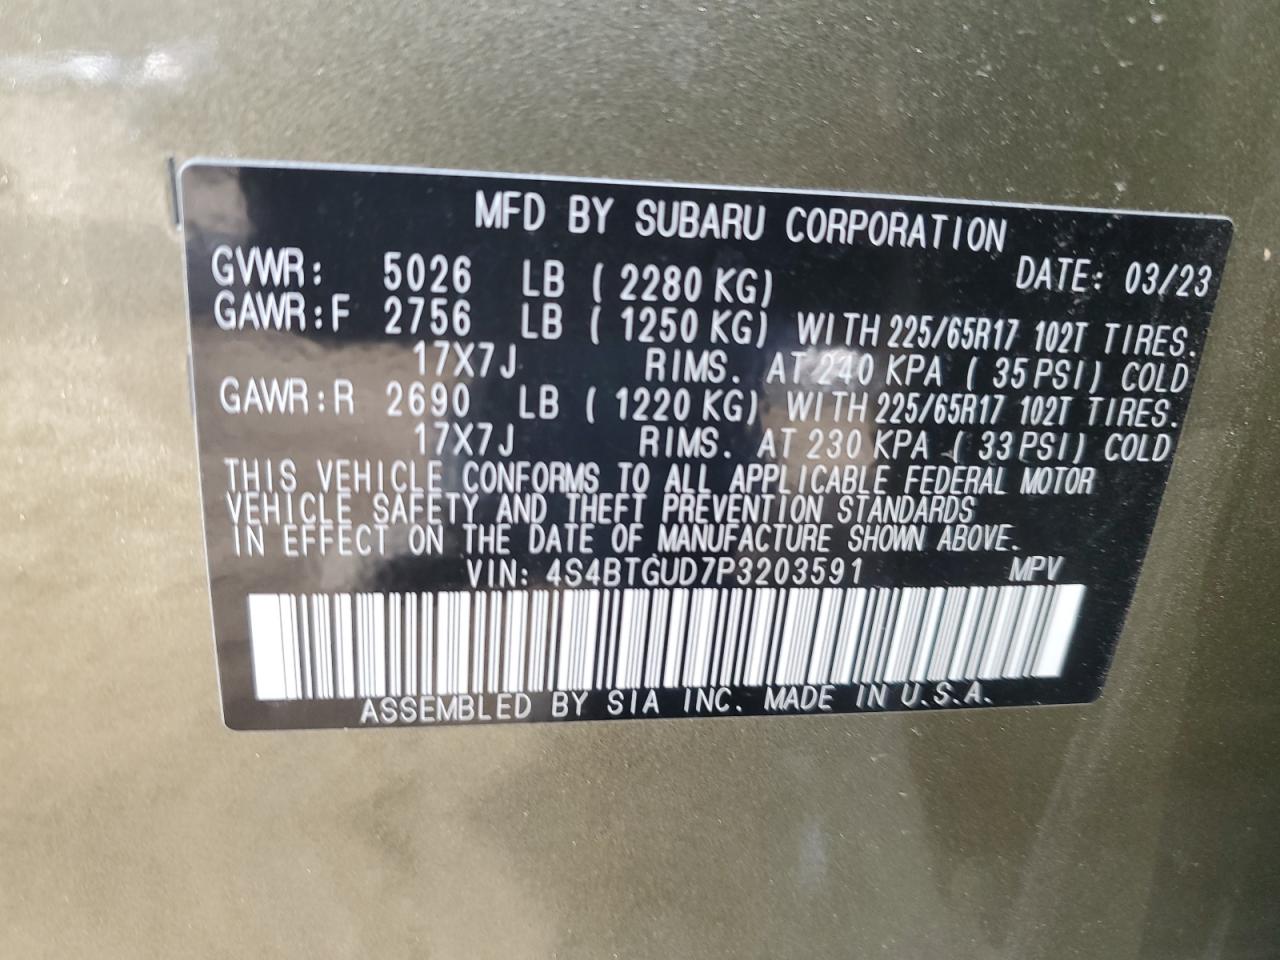 MFD BY SUBARU CORPORATION
GVWR: 5026 LB ( 2280 KG) DATE: 03/23
GAWR:F 2756 LB ( 1250 KG) WITH 225/65R17 102T TIRES.
17X7J RIMS. AT 240 KPA ( 35 PSI) COLD
GAWR:R 2690 LB ( 1220 KG) WITH 225/65R17 102T TIRES.
17X7J RIMS. AT 230 KPA ( 33 PSI) COLD
THIS VEHICLE CONFORMS TO ALL APPLICABLE FEDERAL MOTOR
VEHICLE SAFETY AND THEFT PREVENTION STANDARDS
IN EFFECT ON THE DATE OF MANUFACTURE SHOWN ABOVE.
VIN: 4S4BTGUD7P3203591 MPV
ASSEMBLED BY SIA INC. MADE IN U.S.A.